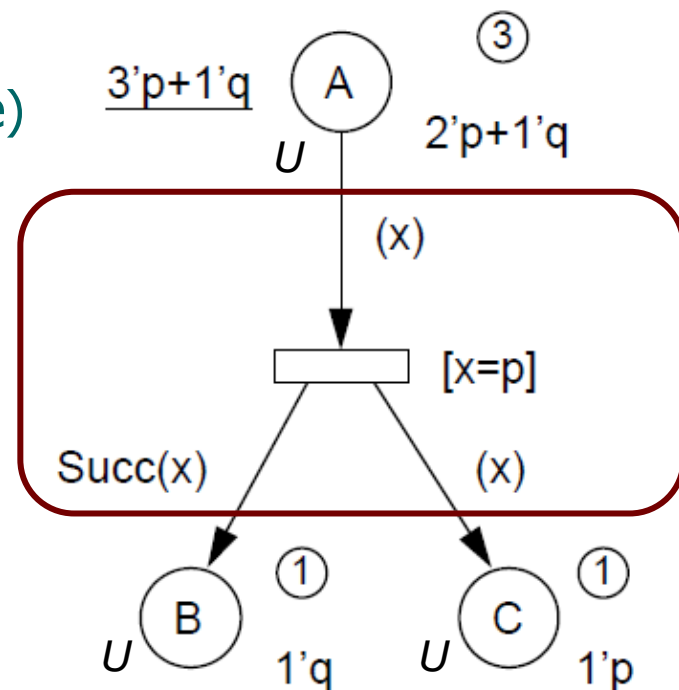 ③
e)
3’p+1’q
A
2’p+1’q
U
(x)
[x=p]
Succ(x)
(x)
①
①
B
C
U
U
1’q
1’p